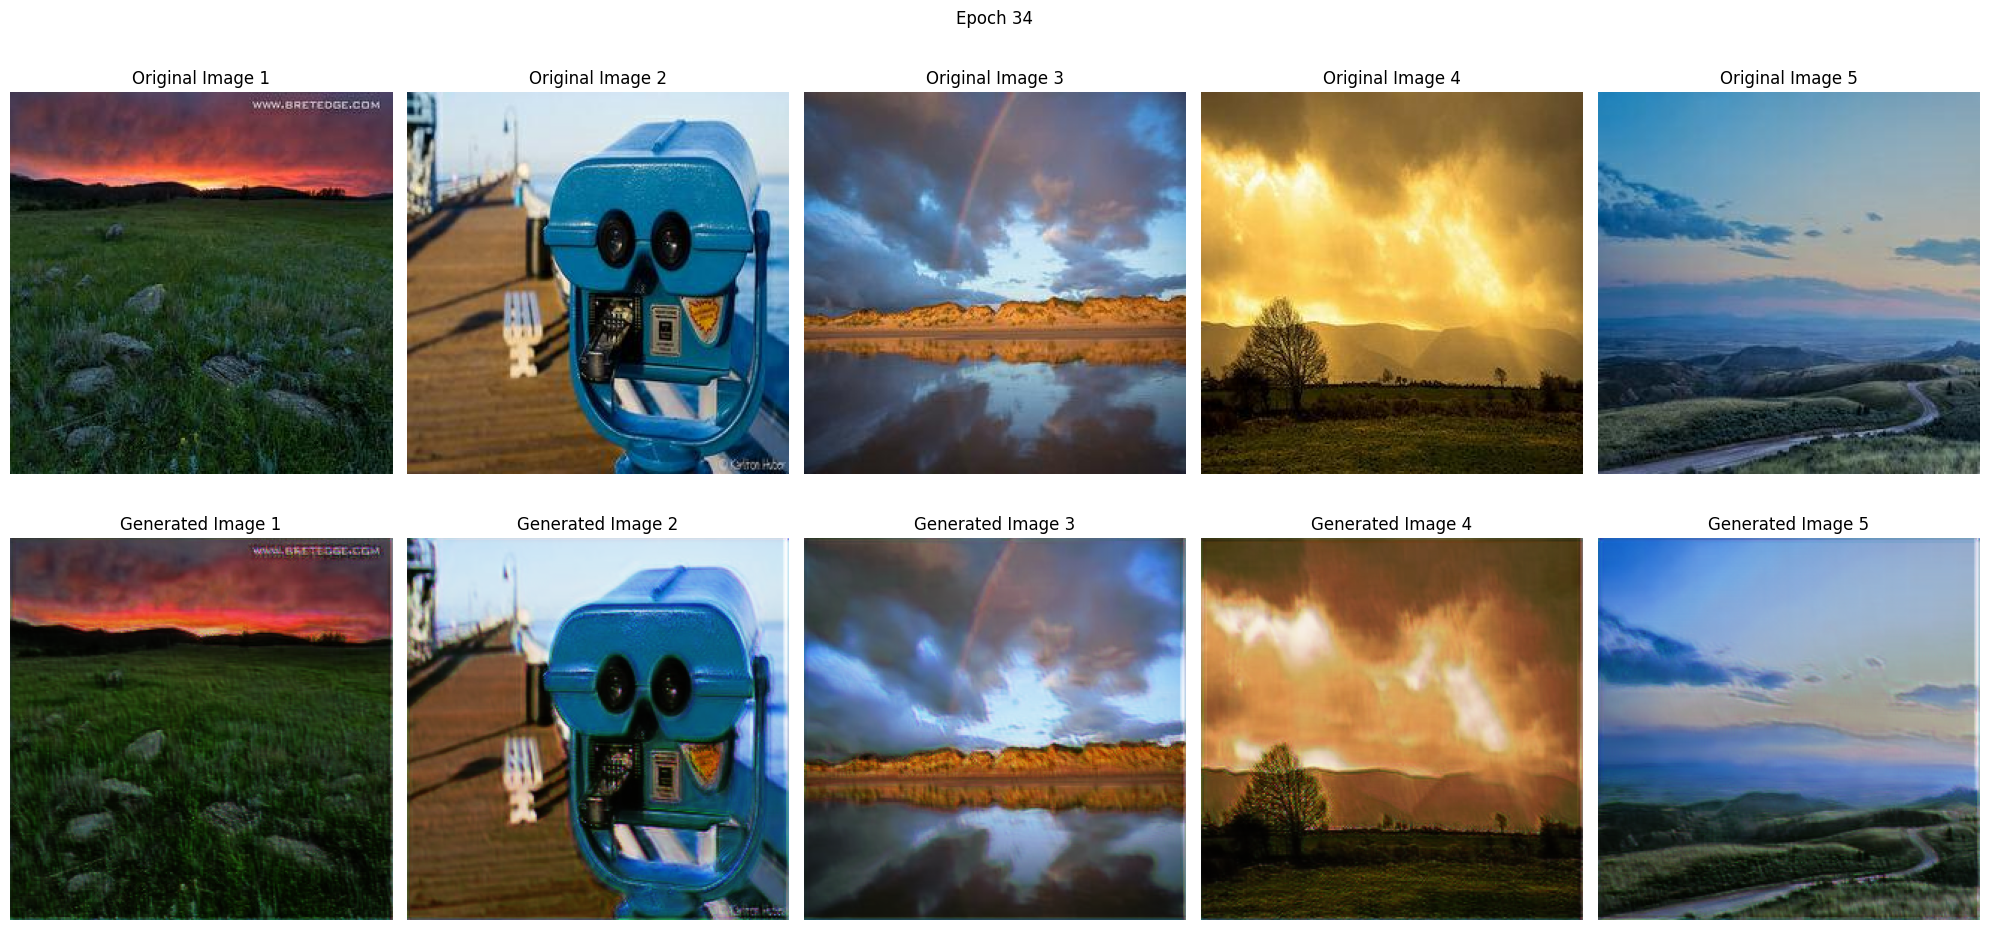 Epoch 34
Original Image 1
Original Image 2
Original Image 3
Original Image 4
Original Image 5
WWW.BRETEDGE.COM
© Karlton Huber
Generated Image 1
Generated Image 2
Generated Image 3
Generated Image 4
Generated Image 5
WWW.BRETEDGE.COM
Karlton Huber